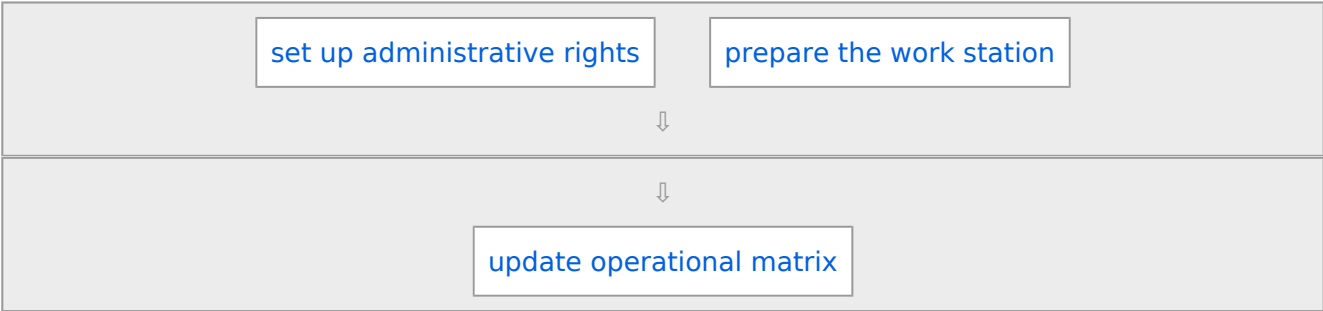 set up administrative rights
prepare the work station
⇩
⇩
update operational matrix